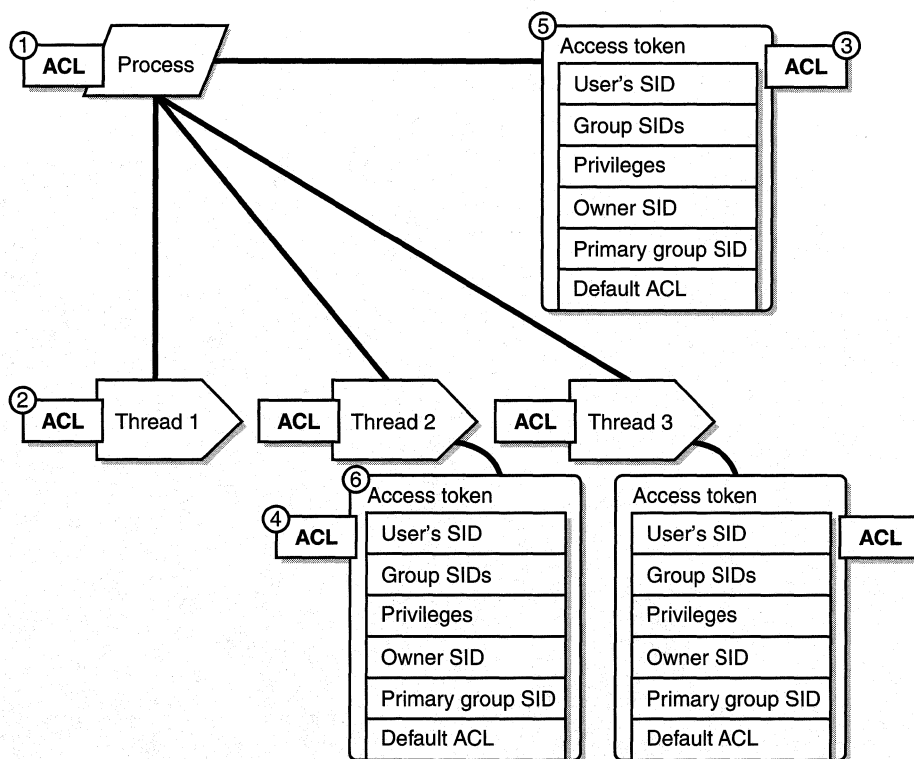 1
ACL
Process
5
Access token
ACL
3
User's SID
Group SIDs
Privileges
Owner SID
Primary group SID
Default ACL
2
ACL
Thread 1
ACL
Thread 2
ACL
Thread 3
6
Access token
4
ACL
User's SID
Group SIDs
Privileges
Owner SID
Primary group SID
Default ACL
Access token
ACL
User's SID
Group SIDs
Privileges
Owner SID
Primary group SID
Default ACL